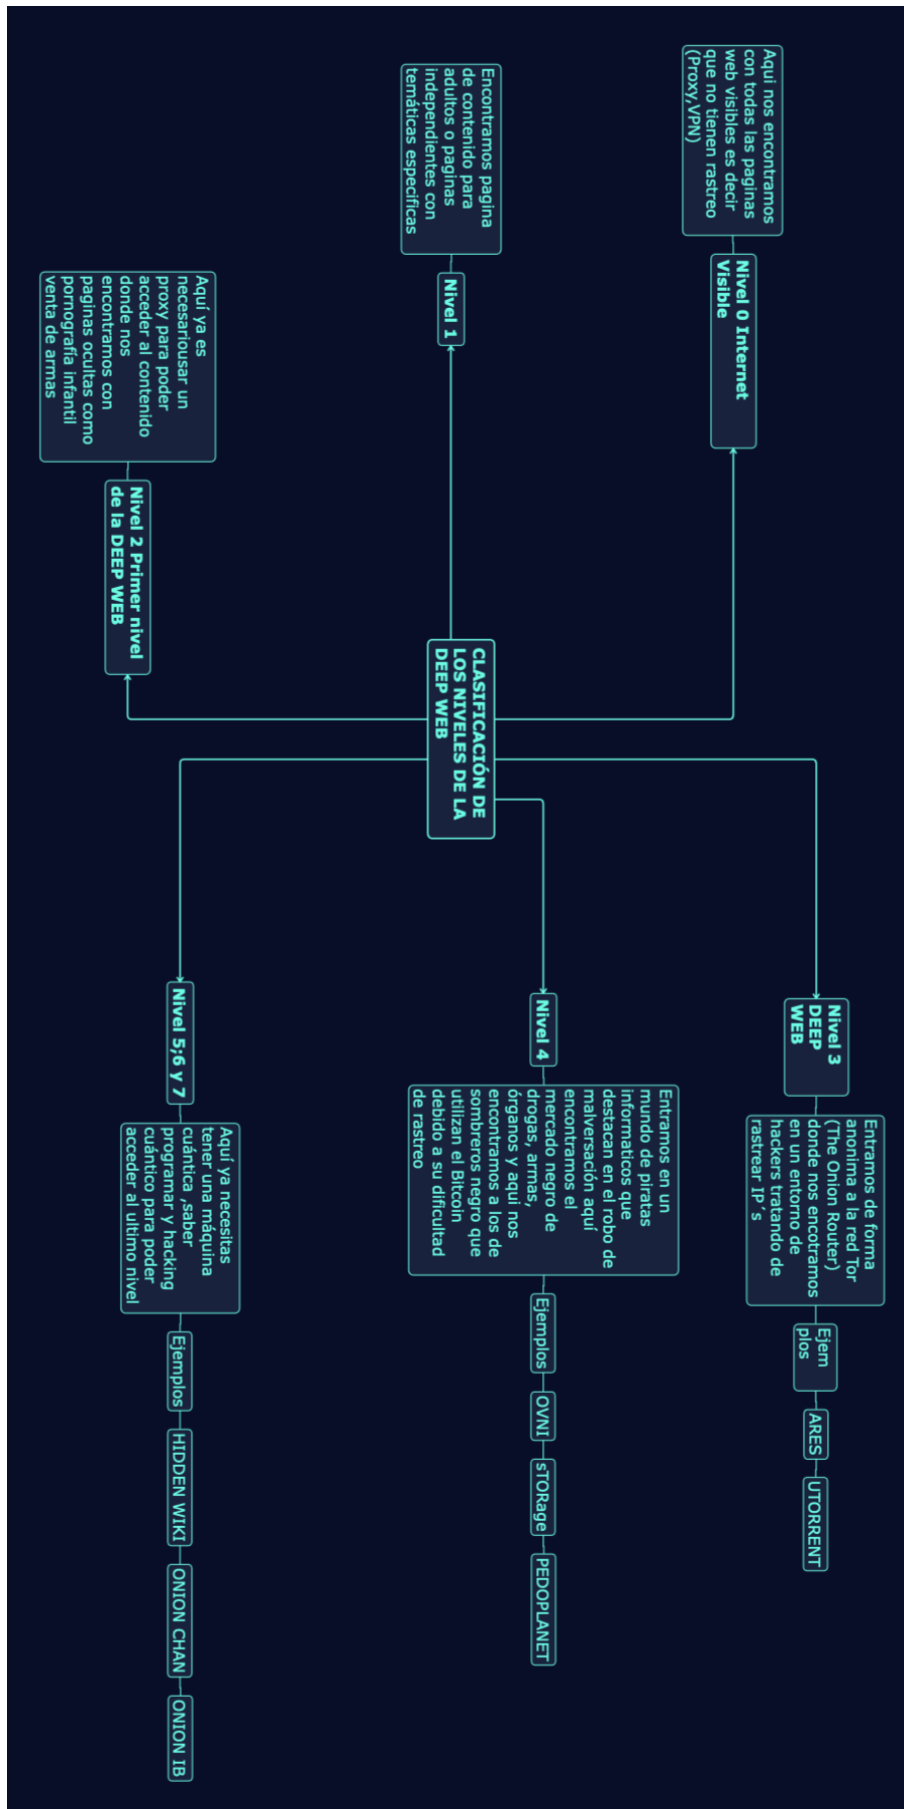 CLASIFICACIÓN DE
LOS NIVELES DE LA
DEEP WEB
Nivel 0 Internet
Visible
Aqui nos encontramos
con todas las paginas
web visibles es decir
que no tienen rastreo
(Proxy,VPN)
Nivel 1
Encontramos pagina
de contenido para
adultos o paginas
independientes con
temáticas especificas
Nivel 2 Primer nivel
de la DEEP WEB
Aquí ya es
necesariousar un
proxy para poder
acceder al contenido
donde nos
encontramos con
paginas ocultas como
pornografía infantil
venta de armas
Nivel 3
DEEP
WEB
Entramos de forma
anonima a la red Tor
(The Onion Router)
donde nos encotramos
en un entorno de
hackers tratando de
rastrear IP´s
Ejem
plos
ARES
UTORRENT
Nivel 4
Entramos en un
mundo de piratas
informaticos que
destacan en el robo de
malversación aquí
encontramos el
mercado negro de
drogas, armas,
órganos y aqui nos
encontramos a los de
sombreros negro que
utilizan el Bitcoin
debido a su dificultad
de rastreo
Ejemplos
OVNI
sTORage
PEDOPLANET
Nivel 5;6 y 7
Aquí ya necesitas
tener una máquina
cuántica ,saber
programar y hacking
cuántico para poder
acceder al ultimo nivel
Ejemplos
HIDDEN WIKI
ONION CHAN
ONION IB